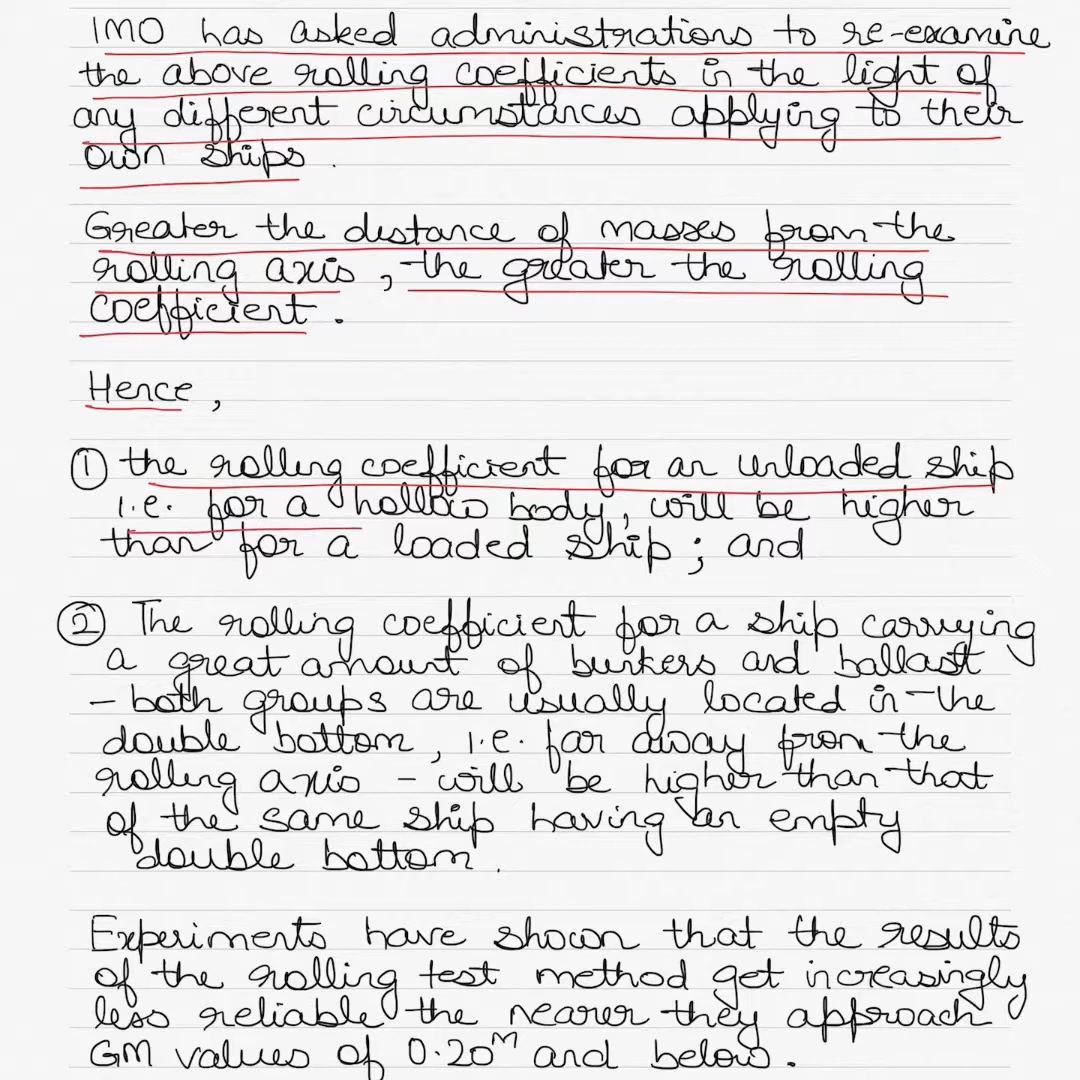 IMO has asked administrations to re-examine
the above rolling coefficients in the light of
any different circumstances applying to their
own ships.
Greater the distance of masses from the
rolling axis, the greater the rolling
coefficient.
Hence,
① the rolling coefficient for an unloaded ship
i.e. for a hollow body, will be higher
than for a loaded ship; and
② The rolling coefficient for a ship carrying
a great amount of bunkers and ballast
- both groups are usually located in the
double bottom, i.e. far away from the
rolling axis - will be higher than that
of the same ship having an empty
double bottom.
Experiments have shown that the results
of the rolling test method get increasingly
less reliable the nearer they approach
GM values of 0.20ᴹ and below.